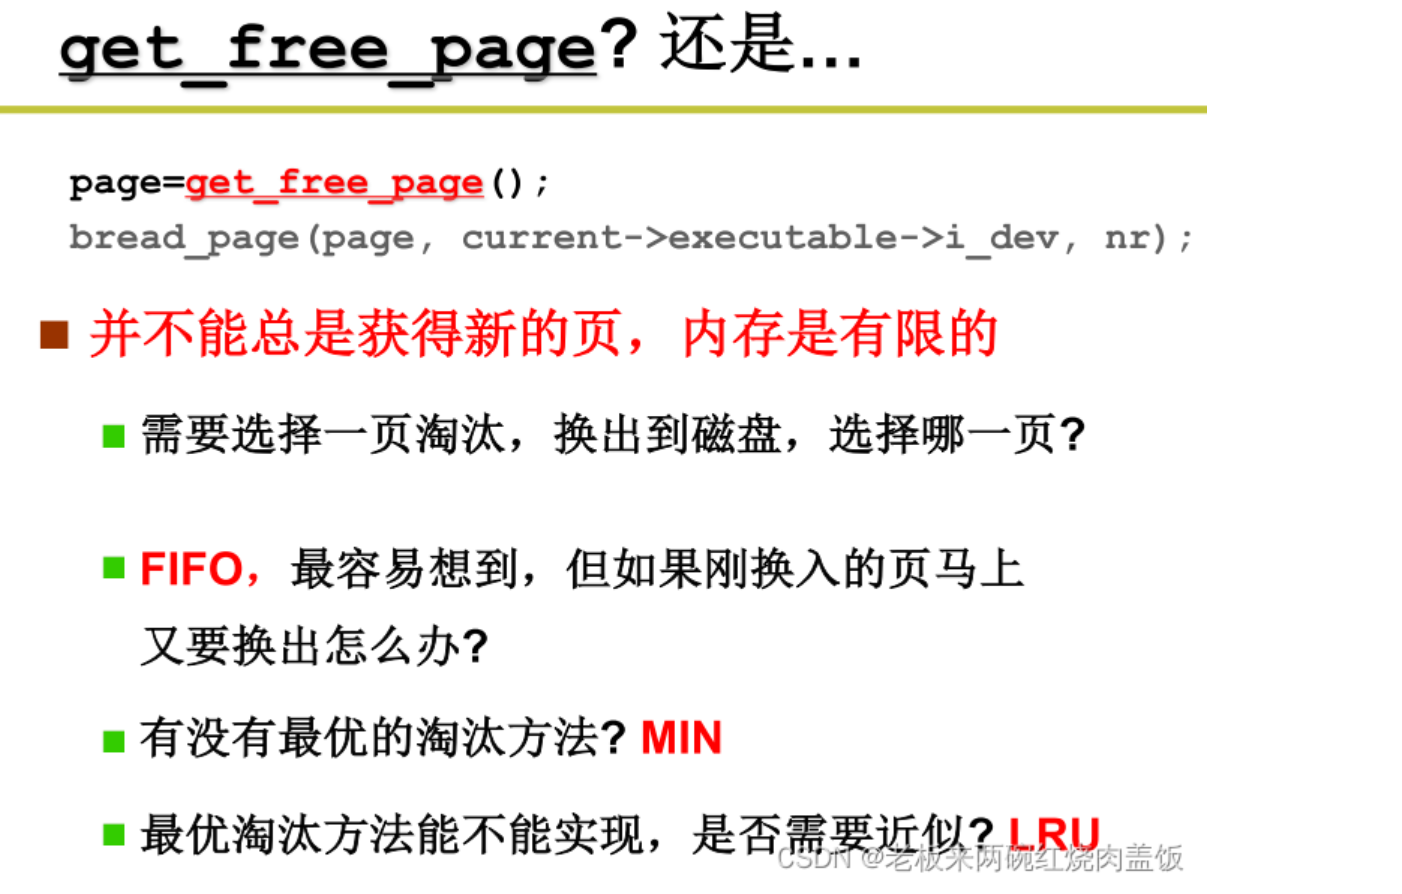 get_free_page? 还是...
page=get_free_page();
bread_page(page, current->executable->i_dev, nr);
并不能总是获得新的页，内存是有限的
需要选择一页淘汰，换出到磁盘，选择哪一页?
FIFO，最容易想到，但如果刚换入的页马上
又要换出怎么办?
有没有最优的淘汰方法? MIN
最优淘汰方法能不能实现，是否需要近似? LRU
CSDN @老板来两碗红烧肉盖饭